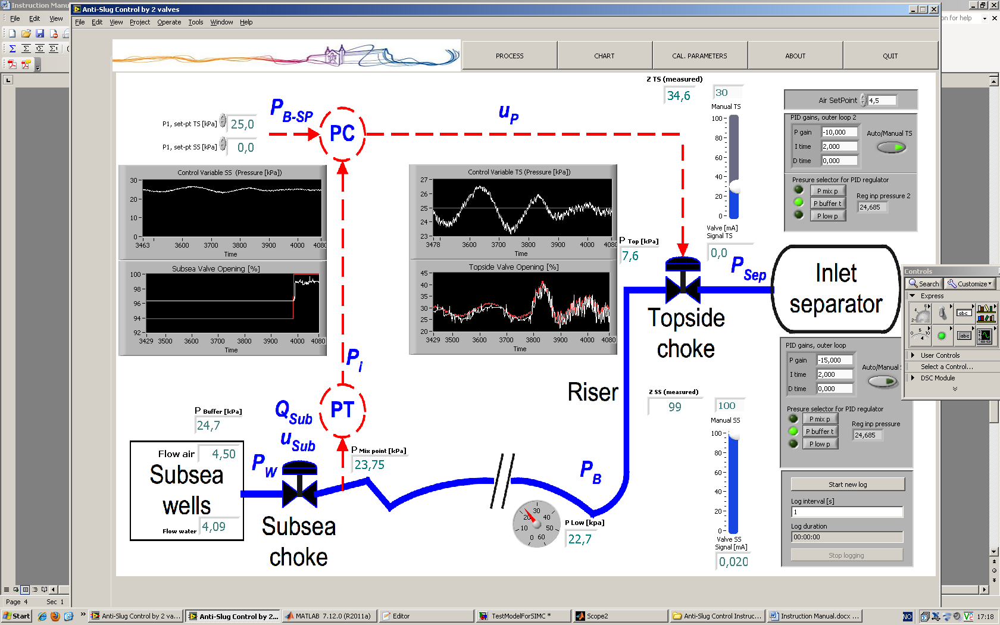 Instruction Manu
Anti-Slug Control by 2 valves
File Edit View
File Edit View Project Operate Tools Window Help
on for help
PROCESS CHART CAL. PARAMETERS ABOUT QUIT
Z TS (measured)
34,6
30
Manual TS
Air SetPoint 4,5
P B-SP
PC
u P
P1, set-pt TS [kPa] 25,0
P1, set-pt SS [kPa] 0,0
PID gains, outer loop 2
P gain -10,000
I time 2,000
D time 0,000
Auto/Manual TS
100
80
60
40
20
0
Presure selector for PID regulator
P mix p
P buffer t
P low p
Reg inp pressure 2
24,685
Control Variable SS (Pressure [kPa])
30
20
10
0
3463 3600 3700 3800 3900 4000 4080
Time
Control Variable TS (Pressure [kPa])
27
26
25
24
23
3478 3600 3700 3800 3900 4000 4080
Time
Valve [mA]
Signal TS
0,0
P Top [kPa]
7,6
P Sep
Inlet
separator
Subsea Valve Opening [%]
100
98
96
94
92
3429 3500 3600 3700 3800 3900 4000 4080
Time
Topside Valve Opening [%]
45
40
35
30
25
20
3429 3500 3600 3700 3800 3900 4000 4080
Time
Topside
choke
Controls
Search Customize
Express
User Controls
Select a Control...
DSC Module
PID gains, outer loop
P gain -15,000
I time 2,000
D time 0,000
Auto/Manual
P i
PT
Riser
Z SS (measured)
99
100
Manual SS
Presure selector for PID regulator
P mix p
P buffer t
P low p
Reg inp pressure
24,685
P Buffer [kPa]
24,7
Q Sub
u Sub
P Mix point [kPa]
23,75
Flow air 4,50
Subsea
wells
Flow water 4,09
P W
Subsea
choke
P B
0 10 20 30 40 50 60
P Low [kpa]
22,7
100
80
60
40
20
0
Valve SS
Signal [mA]
0,020
Start new log
Log interval [s]
1
Log duration
00:00:00
Stop logging
Page 4 Sec 1
Start Anti-Slug Control by 2 va... Anti-Slug Control by 2... MATLAB 7.12.0 (R2011a) Editor TestModelForSIMC * Scope2 Anti-Slug Control Instruc... Instruction Manual.docx ... NO 17:18